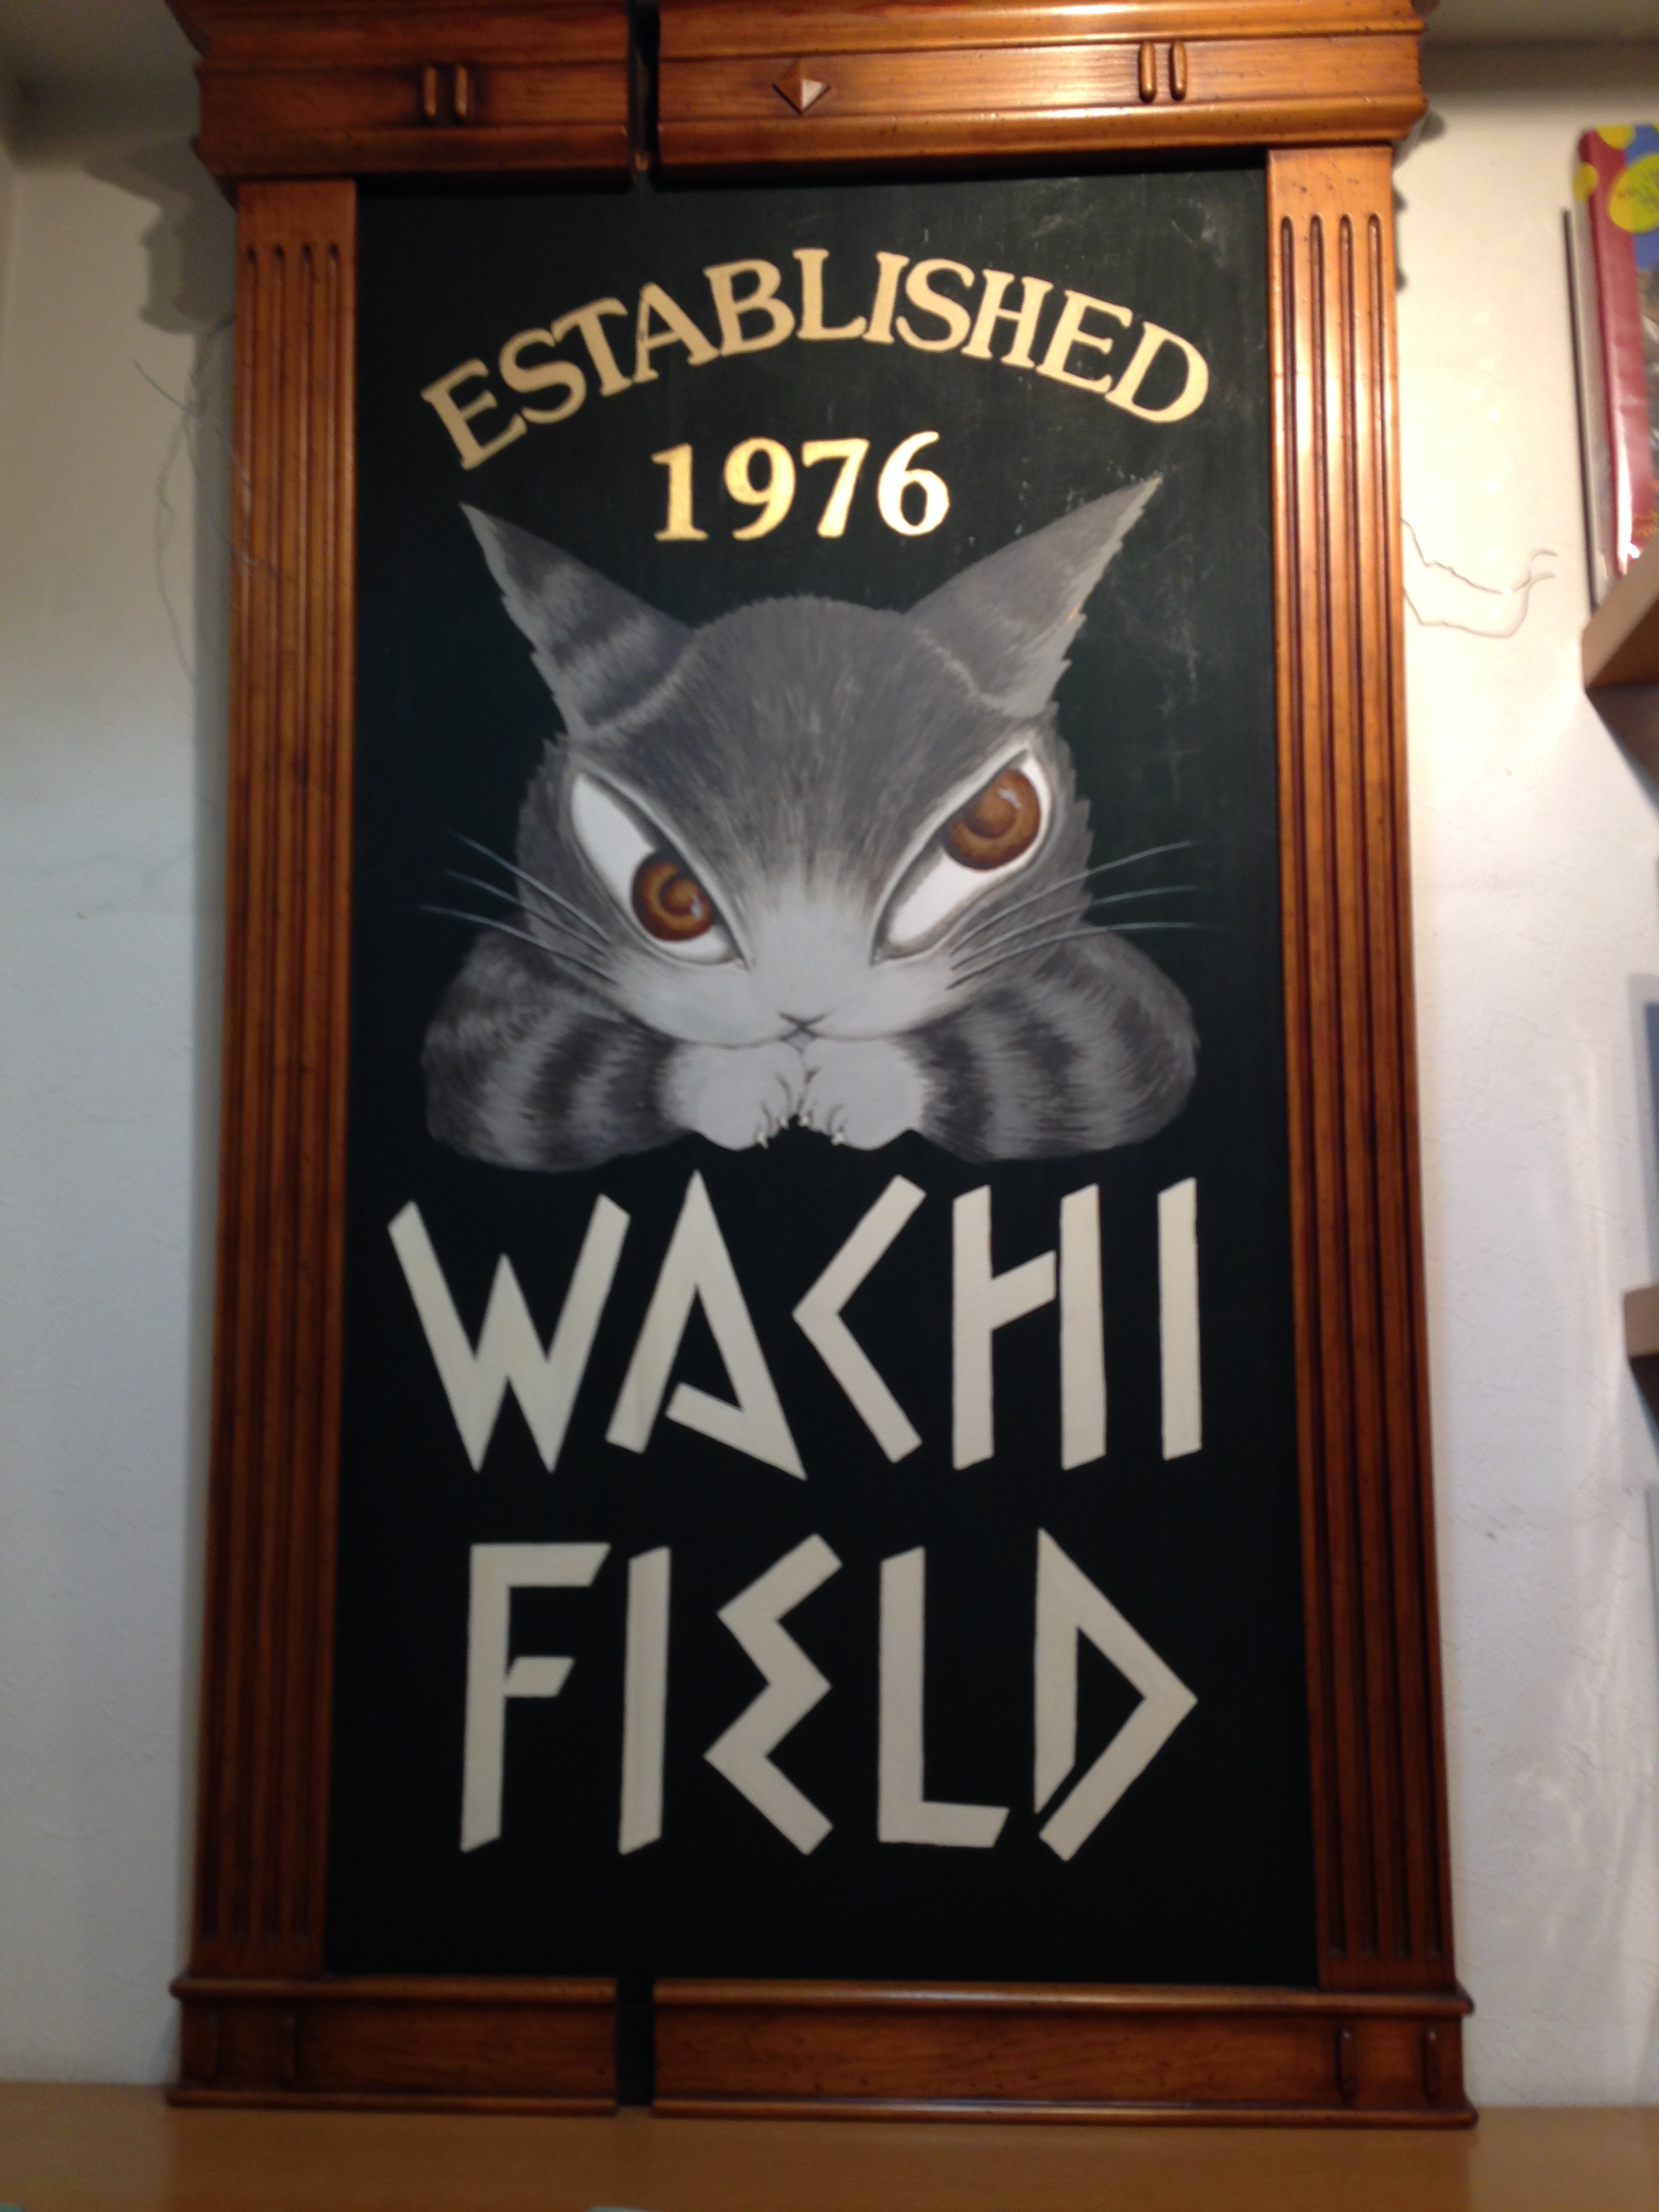 ESTABLISHED
1976
WACHI
FIELD